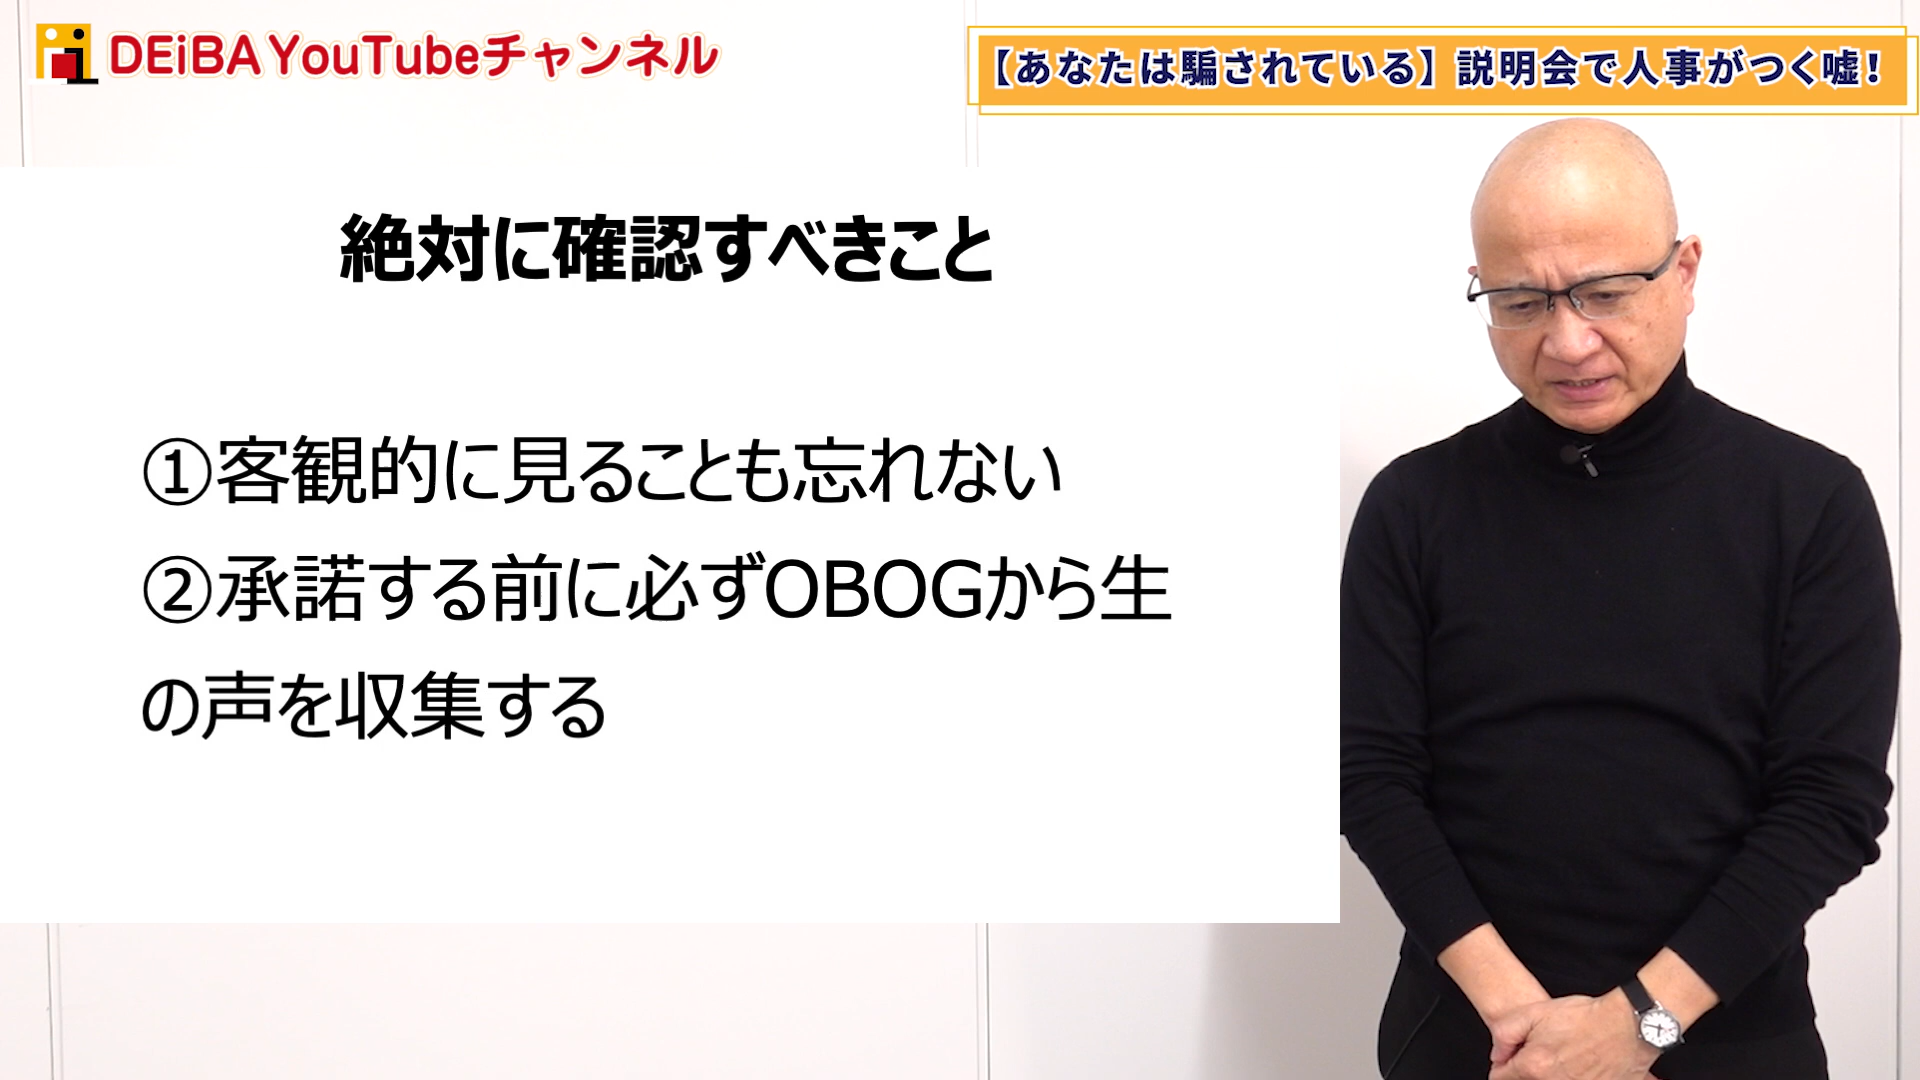 DEiBA YouTubeチャンネル
【あなたは騙されている】説明会で人事がつく嘘！
絶対に確認すべきこと
①客観的に見ることも忘れない
②承諾する前に必ずOBOGから生
の声を収集する